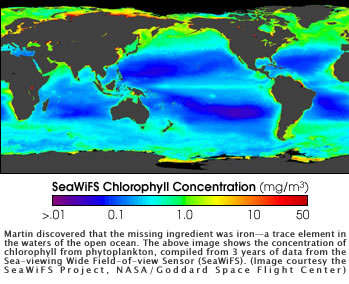 SeaWiFS Chlorophyll Concentration (mg/m³)
>.01 0.1 1.0 10 50
Martin discovered that the missing ingredient was iron—a trace element in
the waters of the open ocean. The above image shows the concentration of
chlorophyll from phytoplankton, compiled from 3 years of data from the
Sea-viewing Wide Field-of-view Sensor (SeaWiFS). (Image courtesy the
SeaWiFS Project, NASA/Goddard Space Flight Center)